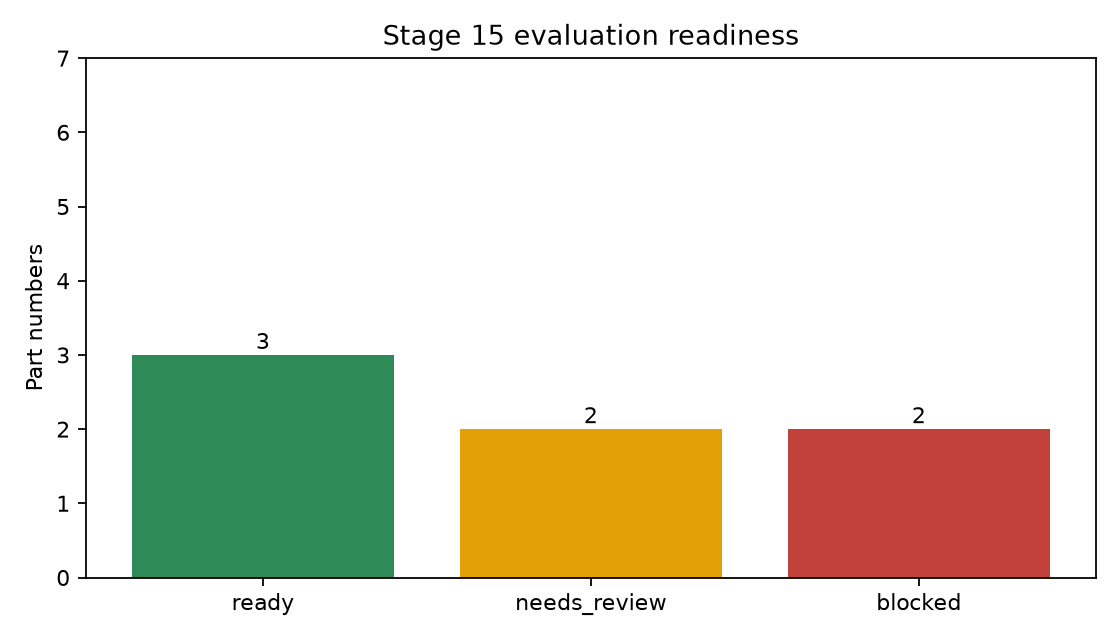 Stage 15 evaluation readiness
Part numbers
7
6
5
4
3
2
1
0
3
2
2
ready
needs_review
blocked